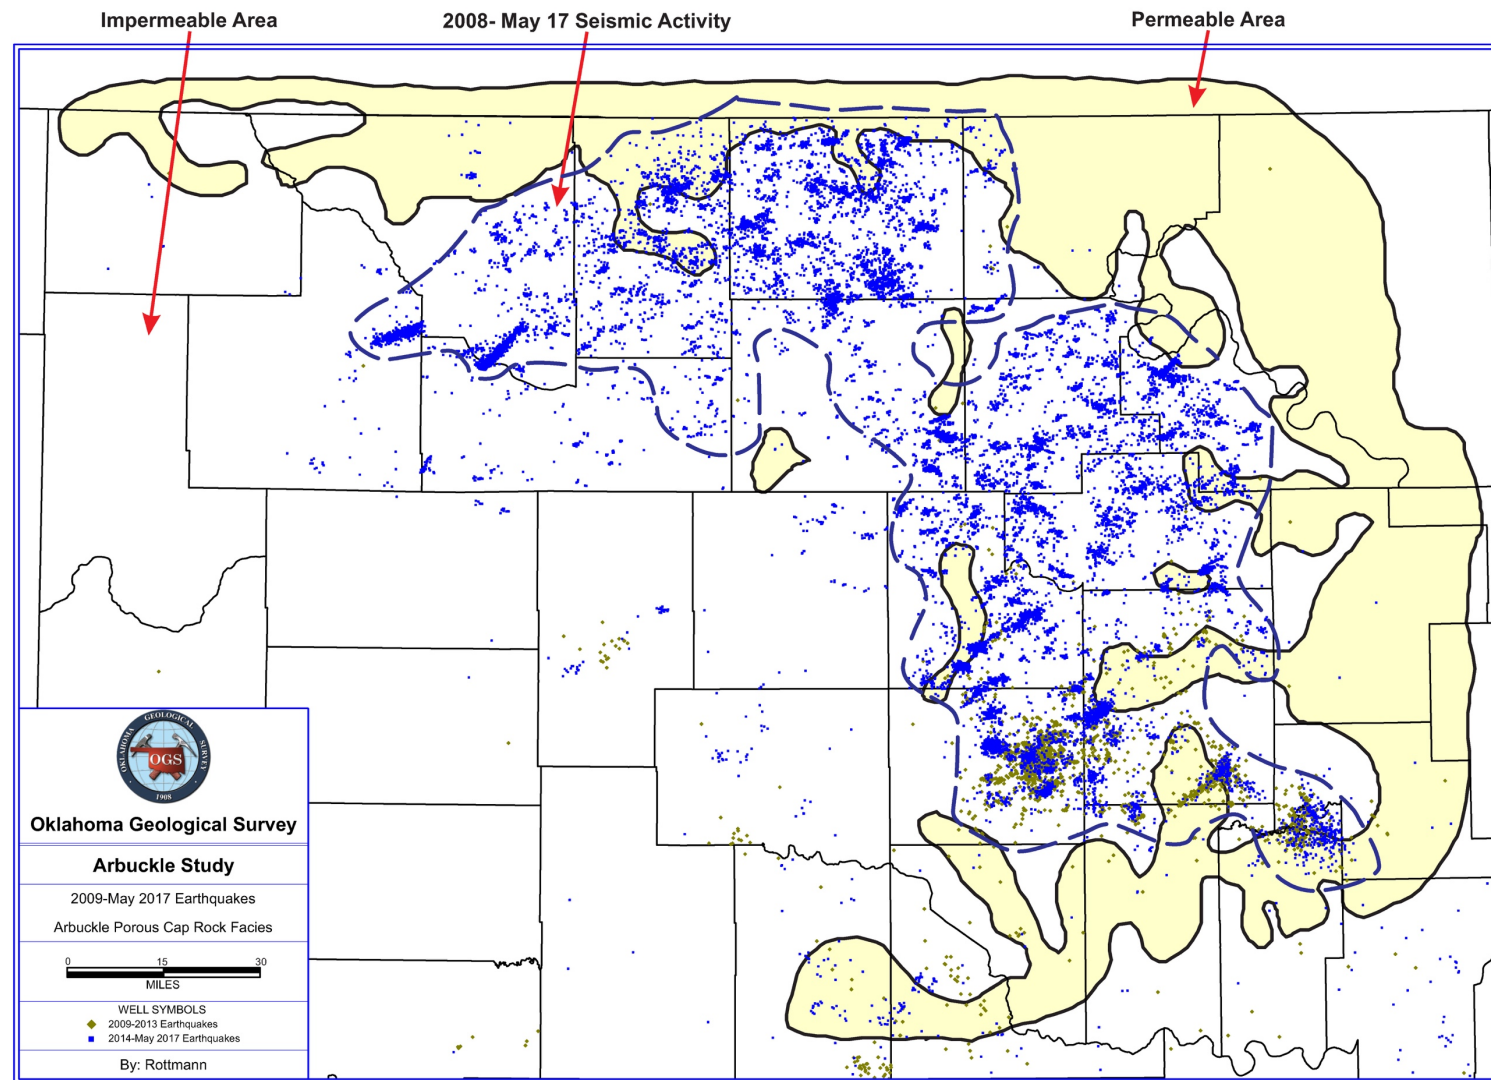 Impermeable Area
2008- May 17 Seismic Activity
Permeable Area
OKLAHOMA GEOLOGICAL SURVEY
OGS
1908
Oklahoma Geological Survey
Arbuckle Study
2009-May 2017 Earthquakes
Arbuckle Porous Cap Rock Facies
0 15 30
MILES
WELL SYMBOLS
2009-2013 Earthquakes
2014-May 2017 Earthquakes
By: Rottmann